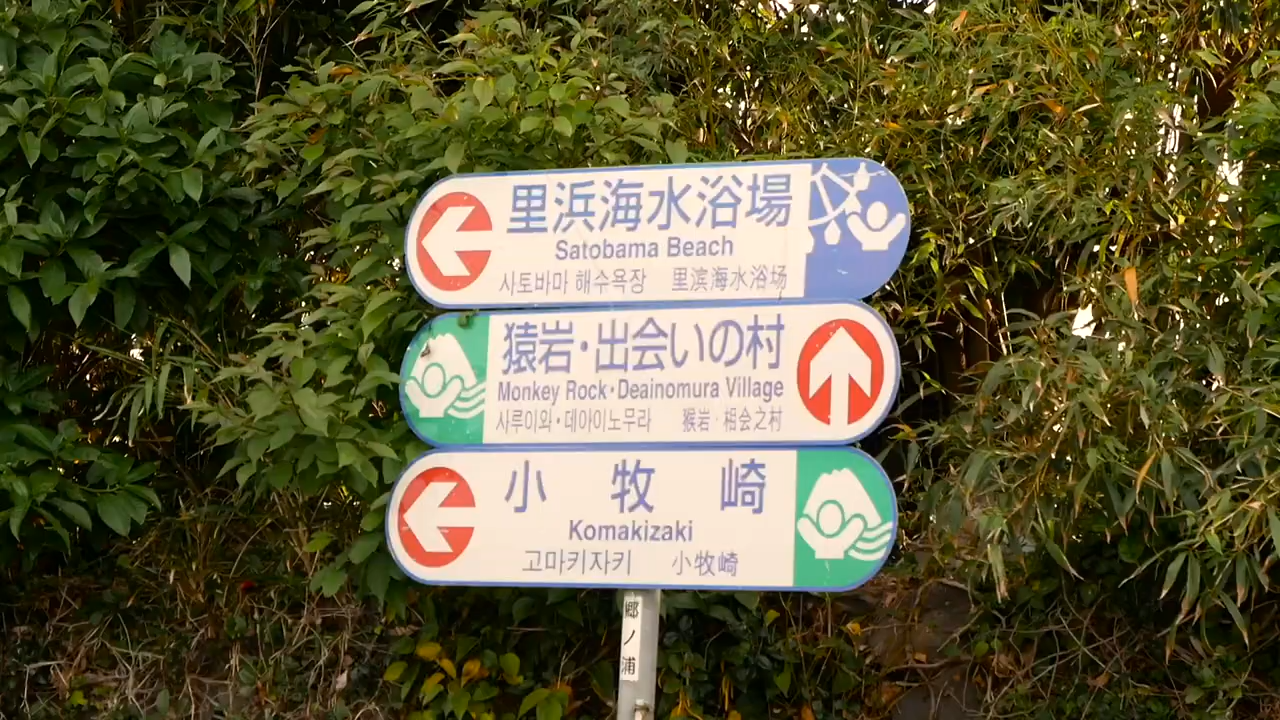 里浜海水浴場
Satobama Beach
사토바마 해수욕장 里滨海水浴场
猿岩・出会いの村
Monkey Rock・Deainomura Village
사루이와・데아이노무라 猴岩・相会之村
小牧崎
Komakizaki
고마키자키 小牧崎
郷ノ浦